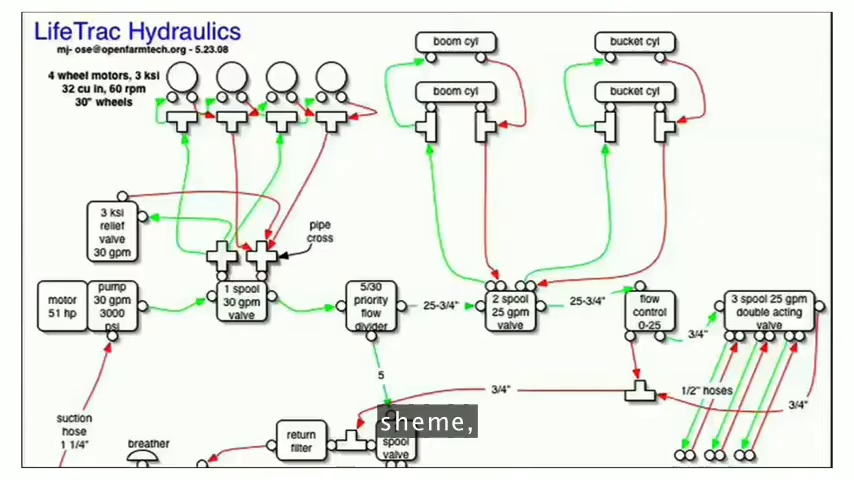 LifeTrac Hydraulics
mj- ose@openfarmtech.org - 5.23.08
4 wheel motors, 3 ksi
32 cu in, 60 rpm
30" wheels
boom cyl
bucket cyl
boom cyl
bucket cyl
3 ksi
relief
valve
30 gpm
pipe
cross
motor
51 hp
pump
30 gpm
3000
psi
1 spool
30 gpm
valve
5/30
priority
flow
divider
25-3/4"
2 spool
25 gpm
valve
25-3/4"
flow
control
0-25
3/4"
3 spool 25 gpm
double acting
valve
5
3/4"
1/2" hoses
3/4"
suction
hose
1 1/4"
breather
return
filter
spool
valve
sheme,